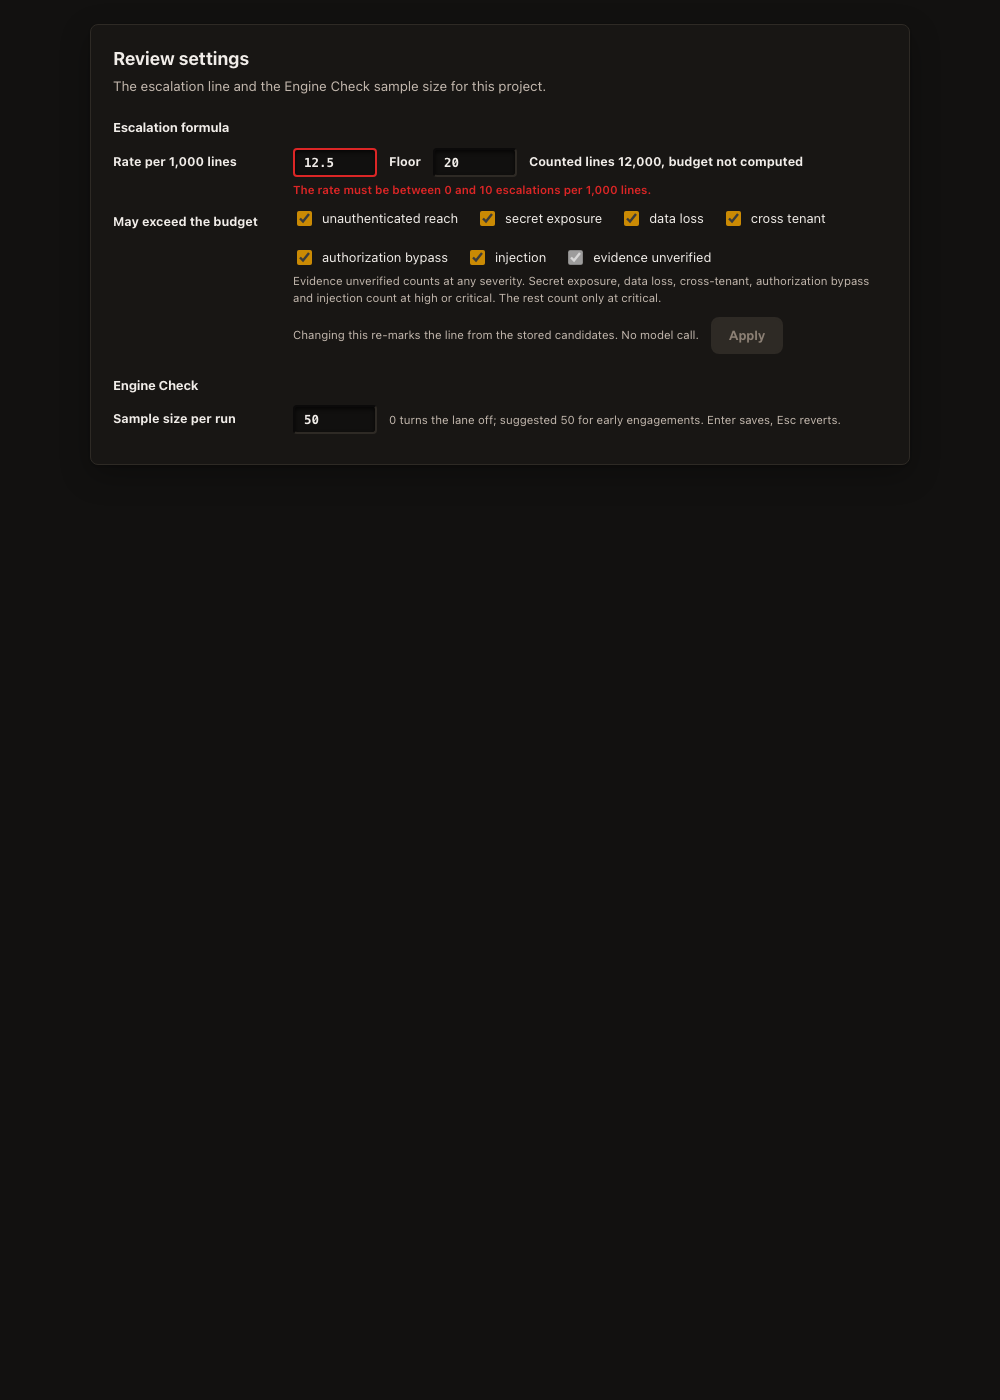 Review settings
The escalation line and the Engine Check sample size for this project.
Escalation formula
Rate per 1,000 lines 12.5 Floor 20 Counted lines 12,000, budget not computed
The rate must be between 0 and 10 escalations per 1,000 lines.
May exceed the budget unauthenticated reach secret exposure data loss cross tenant
authorization bypass injection evidence unverified
Evidence unverified counts at any severity. Secret exposure, data loss, cross-tenant, authorization bypass
and injection count at high or critical. The rest count only at critical.
Changing this re-marks the line from the stored candidates. No model call. Apply
Engine Check
Sample size per run 50 0 turns the lane off; suggested 50 for early engagements. Enter saves, Esc reverts.